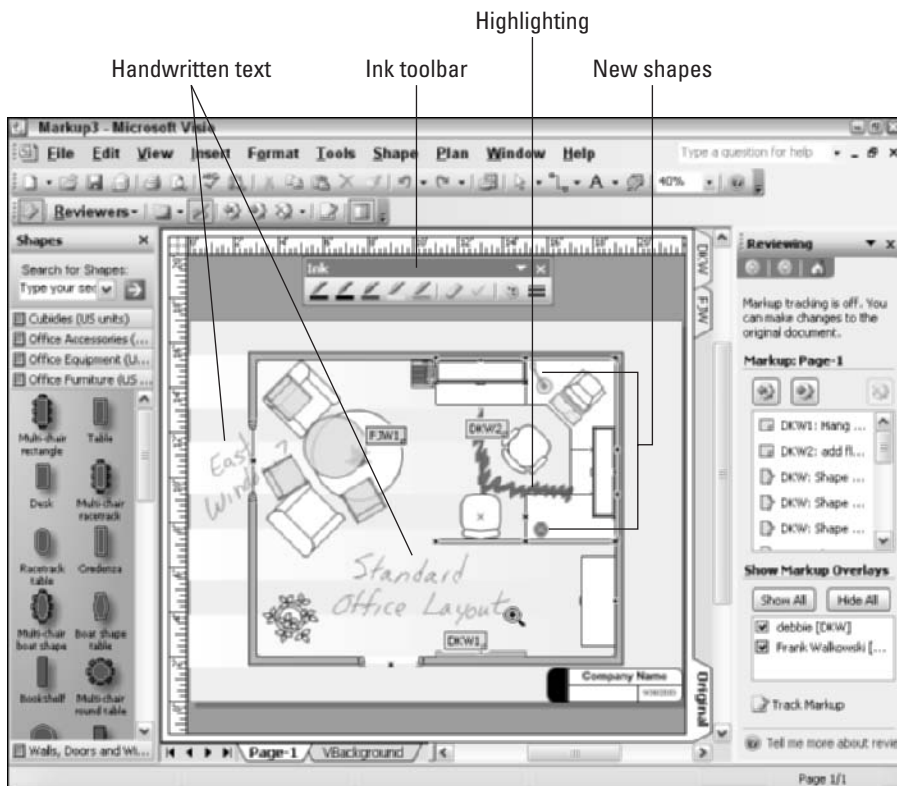 Highlighting
Handwritten text
Ink toolbar
New shapes
Markup3 - Microsoft Visio
File Edit View Insert Format Tools Shape Plan Window Help
Type a question for help
40%
Reviewers
Shapes
Search for Shapes:
Type your sea
Cubicles (US units)
Office Accessories (...
Office Equipment (U...
Office Furniture (US ...
Multi-chair rectangle
Table
Desk
Multi-chair racetrack
Racetrack table
Credenza
Multi-chair boat shape
Boat shape table
Bookshelf
Multi-chair round table
Walls, Doors and Wi...
Ink
FJW1
DKW2
East
Window ?
Standard
Office Layout
DKW1
Company Name
DKW
FJW
Original
Page-1
VBackground
Reviewing
Markup tracking is off. You
can make changes to the
original document.
Markup: Page-1
DKW1: Hang ...
DKW2: add fl...
DKW: Shape ...
DKW: Shape ...
DKW: Shape ...
Show Markup Overlays
Show All
Hide All
debbie [DKW]
Frank Walkowski [...
Track Markup
Tell me more about revie
Page 1/1